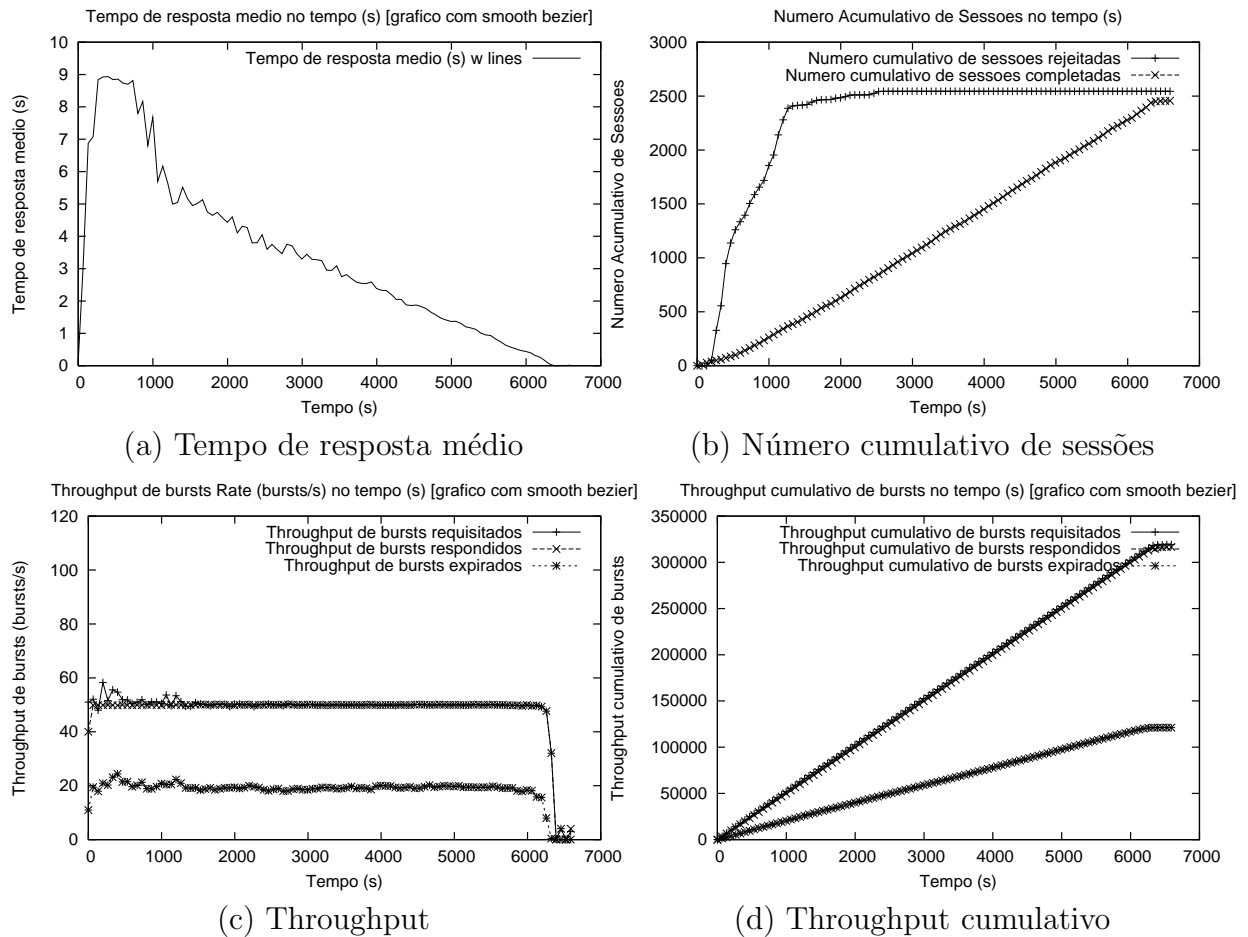 Tempo de resposta medio no tempo (s) [grafico com smooth bezier]
Tempo de resposta medio (s)
10
9
8
7
6
5
4
3
2
1
0
Tempo de resposta medio (s) w lines
0 1000 2000 3000 4000 5000 6000 7000
Tempo (s)
(a) Tempo de resposta médio
Numero Acumulativo de Sessoes no tempo (s)
Numero Acumulativo de Sessoes
3000
2500
2000
1500
1000
500
0
Numero cumulativo de sessoes rejeitadas
Numero cumulativo de sessoes completadas
0 1000 2000 3000 4000 5000 6000 7000
Tempo (s)
(b) Número cumulativo de sessões
Throughput de bursts Rate (bursts/s) no tempo (s) [grafico com smooth bezier]
Throughput de bursts (bursts/s)
120
100
80
60
40
20
0
Throughput de bursts requisitados
Throughput de bursts respondidos
Throughput de bursts expirados
0 1000 2000 3000 4000 5000 6000 7000
Tempo (s)
(c) Throughput
Throughput cumulativo de bursts no tempo (s) [grafico com smooth bezier]
Throughput cumulativo de bursts
350000
300000
250000
200000
150000
100000
50000
0
Throughput cumulativo de bursts requisitados
Throughput cumulativo de bursts respondidos
Throughput cumulativo de bursts expirados
0 1000 2000 3000 4000 5000 6000 7000
Tempo (s)
(d) Throughput cumulativo